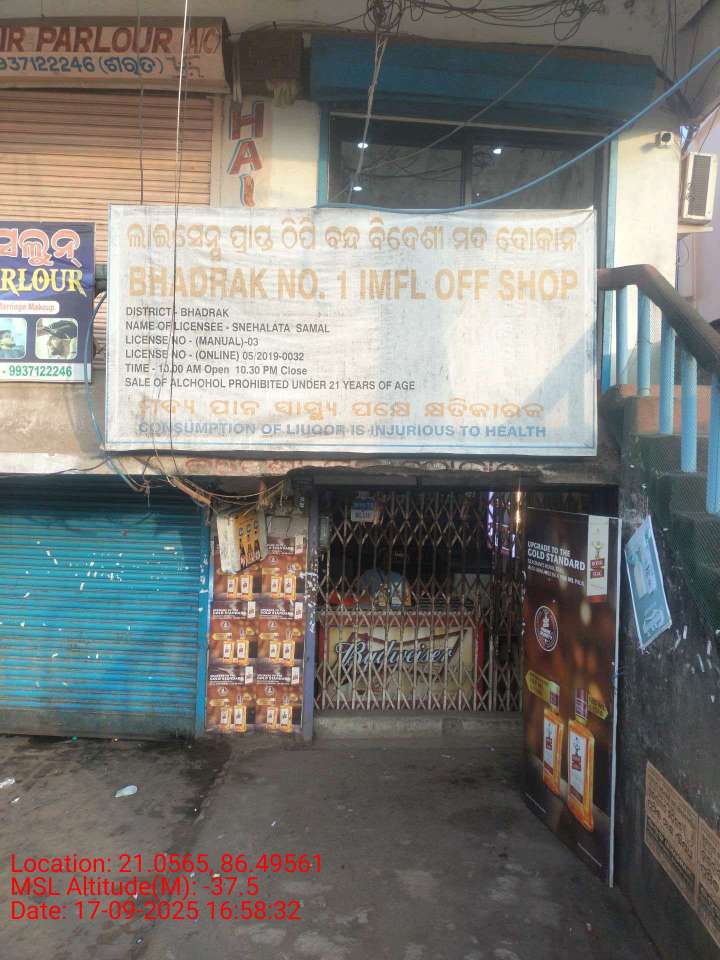 IR PARLOUR (A/C)
937122246 (ଶରତ)
HAI
ସଲୁନ୍
PARLOUR
Marriage Makeup
- 9937122246
ଲାଇସେନ୍ସ ପ୍ରାପ୍ତ ଠିପି ବନ୍ଦ ବିଦେଶୀ ମଦ ଦୋକାନ
BHADRAK NO. 1 IMFL OFF SHOP
DISTRICT - BHADRAK
NAME OF LICENSEE - SNEHALATA SAMAL
LICENSE NO - (MANUAL)-03
LICENSE NO - (ONLINE) 05/2019-0032
TIME - 10.00 AM Open 10.30 PM Close
SALE OF ALCHOHOL PROHIBITED UNDER 21 YEARS OF AGE
ମଦ୍ୟ ପାନ ସ୍ୱାସ୍ଥ୍ୟ ପକ୍ଷେ କ୍ଷତିକାରକ
CONSUMPTION OF LIUQOR IS INJURIOUS TO HEALTH
Budweiser
UPGRADE TO THE
GOLD STANDARD
Location: 21.0565, 86.49561
MSL Altitude(M): -37.5
Date: 17-09-2025 16:58:32